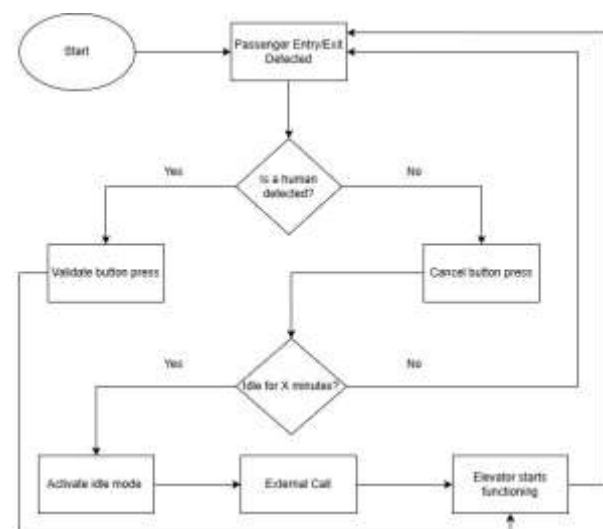 Start
Passenger Entry/Exit
Detected
Yes
Is a human
detected?
No
Validate button press
Cancel button press
Yes
Idle for X minutes?
No
Activate idle mode
External Call
Elevator starts
functioning